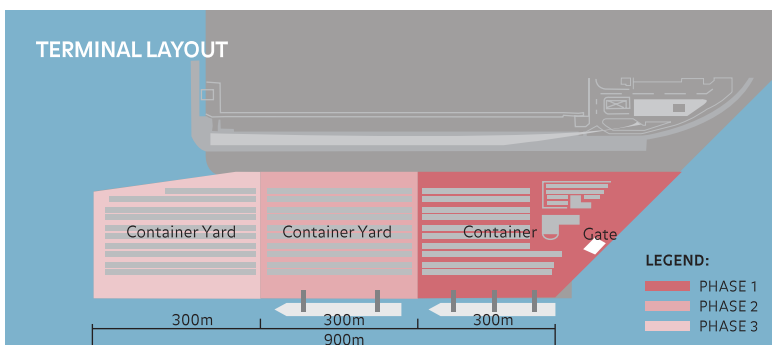 TERMINAL LAYOUT
Container Yard
Container Yard
Container
Gate
LEGEND:
PHASE 1
PHASE 2
PHASE 3
300m
300m
300m
900m